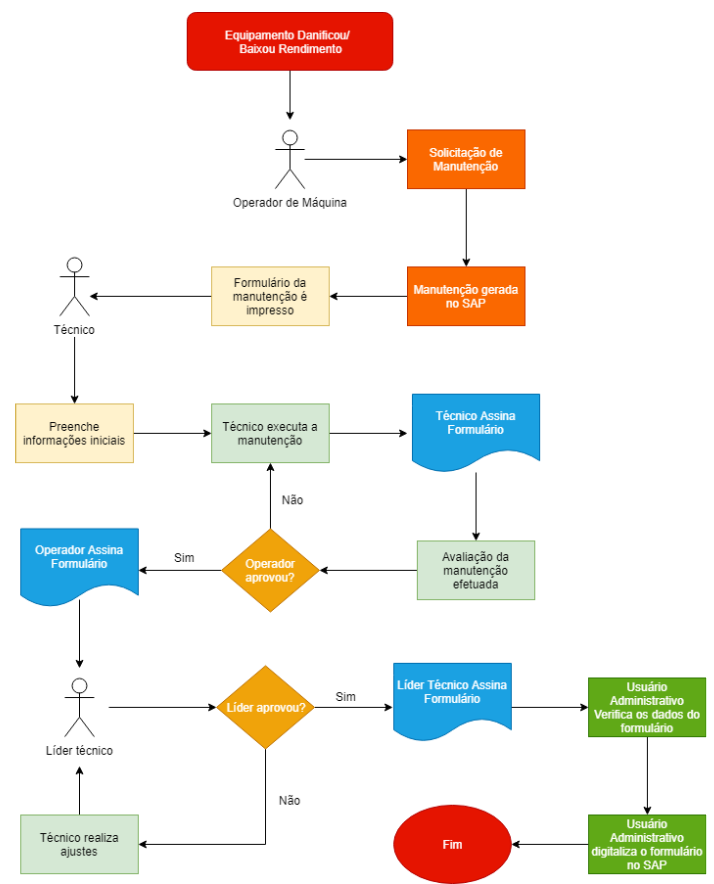 Equipamento Danificou/
Baixou Rendimento
Solicitação de
Manutenção
Operador de Máquina
Formulário da
manutenção é
impresso
Manutenção gerada
no SAP
Técnico
Preenche
informações iniciais
Técnico executa a
manutenção
Técnico Assina
Formulário
Não
Operador Assina
Formulário
Sim
Operador
aprovou?
Avaliação da
manutenção
efetuada
Líder técnico
Líder aprovou?
Sim
Líder Técnico Assina
Formulário
Usuário
Administrativo
Verifica os dados do
formulário
Não
Técnico realiza
ajustes
Fim
Usuário
Administrativo
digitaliza o formulário
no SAP